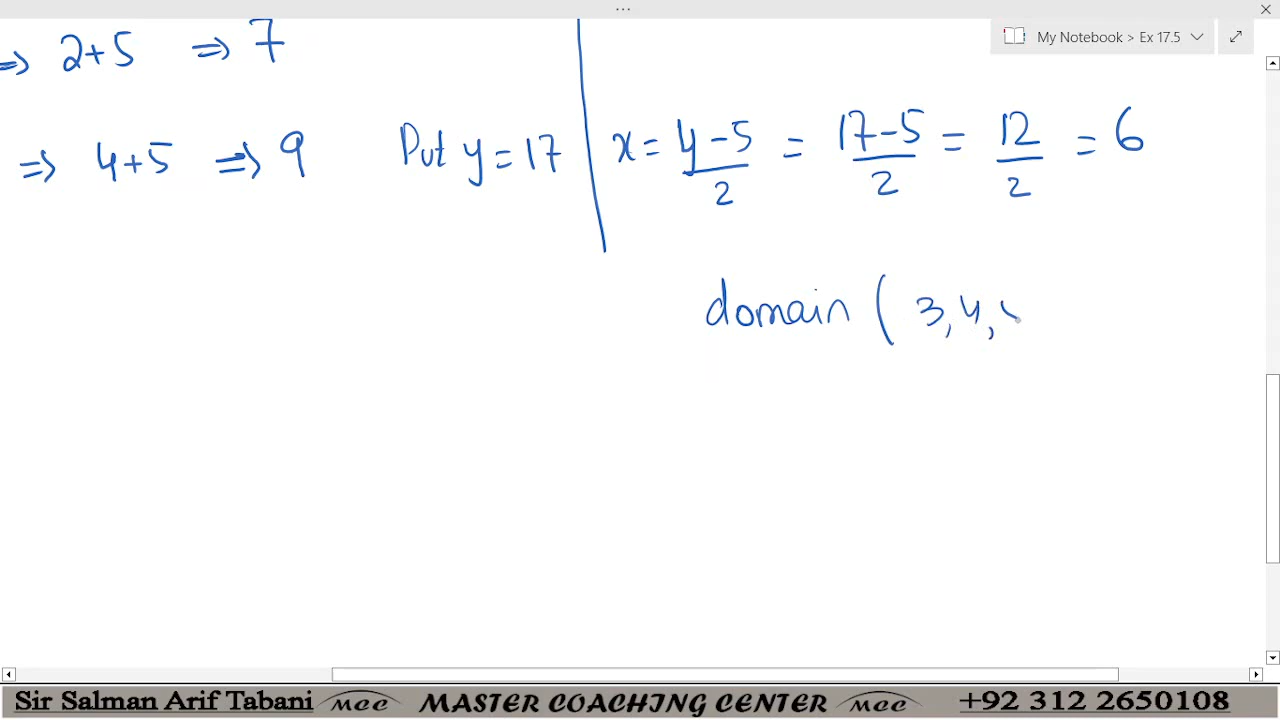 ...
My Notebook > Ex 17.5
⇒ 2+5 ⇒ 7
⇒ 4+5 ⇒ 9
Put y = 17
x = y-5/2 = 17-5/2 = 12/2 = 6
domain ( 3, 4,
Sir Salman Arif Tabani MCC MASTER COACHING CENTER MCC +92 312 2650108